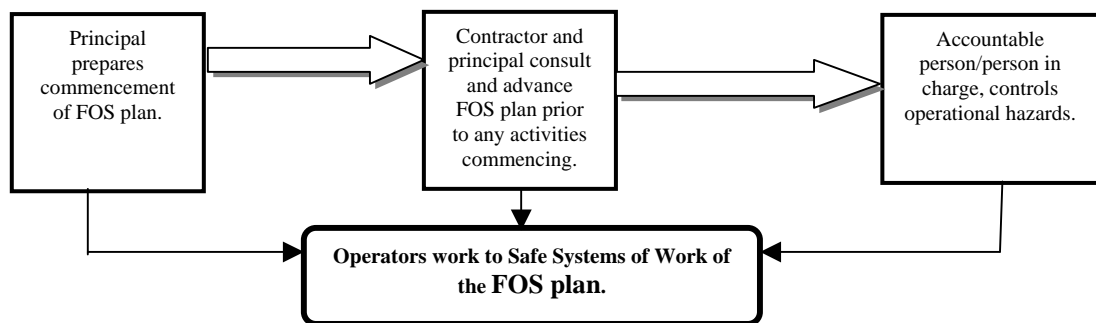 Principal
prepares
commencement
of FOS plan.
Contractor and
principal consult
and advance
FOS plan prior
to any activities
commencing.
Accountable
person/person in
charge, controls
operational hazards.
Operators work to Safe Systems of Work of
the FOS plan.